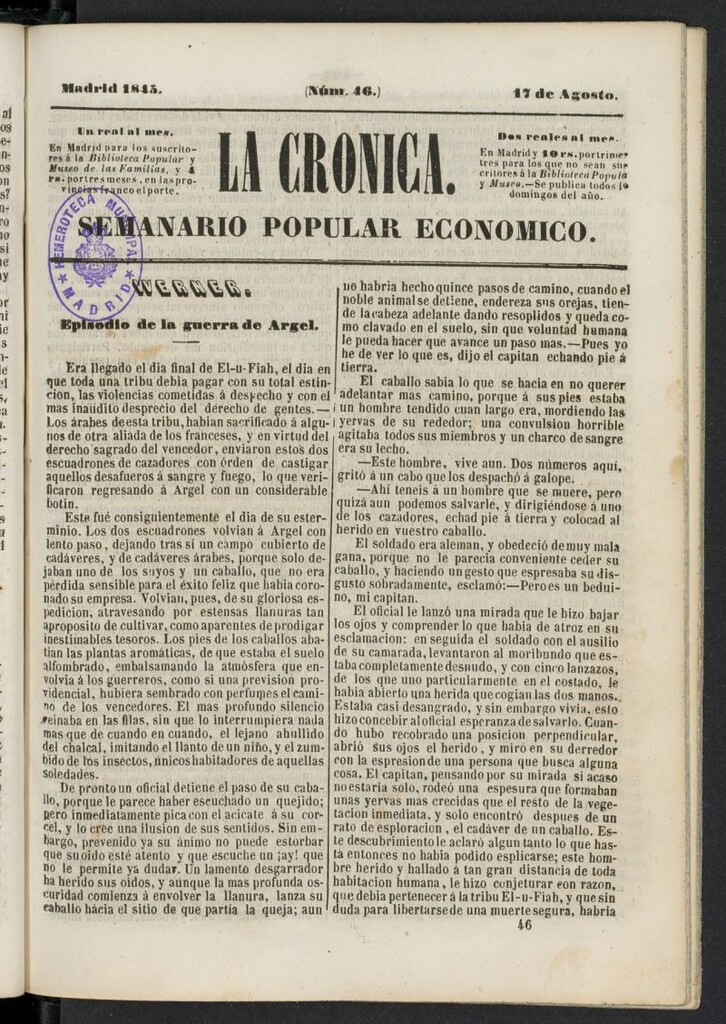 Madrid 1845.
(Núm. 46.)
17 de Agosto.
Un real al mes.
En Madrid para los suscrito-
res á la Biblioteca Popular y
Museo de las Familias, y 4
rs. por tres meses, en las pro-
vincias franco el porte.
LA CRONICA.
Dos reales al mes.
En Madrid y 10 rs. por trimes
tres para los que no sean sus
critores á la Biblioteca Popula
y Museo.—Se publica todos lo
domingos del año.
SEMANARIO POPULAR ECONOMICO.
HEMEROTECA MUNICIPAL
MADRID
WERNER.
Episodio de la guerra de Argel.
Era llegado el dia final de El-u-Fiah, el dia en
que toda una tribu debia pagar con su total estin-
cion, las violencias cometidas á despecho y con el
mas inaudito desprecio del derecho de gentes.—
Los árabes de esta tribu, habian sacrificado á algu-
nos de otra aliada de los franceses, y en virtud del
derecho sagrado del vencedor, enviaron estos dos
escuadrones de cazadores con órden de castigar
aquellos desafueros á sangre y fuego, lo que veri-
ficaron regresando á Argel con un considerable
botin.
Este fué consiguientemente el dia de su ester-
minio. Los dos escuadrones volvian á Argel con
lento paso, dejando tras sí un campo cubierto de
cadáveres, y de cadáveres árabes, porque solo de-
jaban uno de los suyos y un caballo, que no era
pérdida sensible para el éxito feliz que habia coro-
nado su empresa. Volvian, pues, de su gloriosa es-
pedicion, atravesando por estensas llanuras tan
aproposito de cultivar, como aparentes de prodigar
inestimables tesoros. Los pies de los caballos aba-
tian las plantas aromáticas, de que estaba el suelo
alfombrado, embalsamando la atmósfera que en-
volvia á los guerreros, como si una prevision pro-
videncial, hubiera sembrado con perfumes el cami-
no de los vencedores. El mas profundo silencio
reinaba en las filas, sin que lo interrumpiera nada
mas que de cuando en cuando, el lejano ahullido
del chalcal, imitando el llanto de un niño, y el zum-
bido de los insectos, únicos habitadores de aquellas
soledades.
De pronto un oficial detiene el paso de su caba-
llo, porque le parece haber escuchado un quejido;
pero inmediatamente pica con el acicate á su cor-
cel, y lo cree una ilusion de sus sentidos. Sin em-
bargo, prevenido ya su ánimo no puede estorbar
que su oido esté atento y que escuche un ¡ay! que
no le permite ya dudar. Un lamento desgarrador
ha herido sus oidos, y aunque la mas profunda os-
curidad comienza á envolver la llanura, lanza su
caballo hácia el sitio de que partía la queja; aun
no habria hecho quince pasos de camino, cuando el
noble animal se detiene, endereza sus orejas, tien-
de la cabeza adelante dando resoplidos y queda co-
mo clavado en el suelo, sin que voluntad humana
le pueda hacer que avance un paso mas.—Pues yo
he de ver lo que es, dijo el capitan echando pie á
tierra.
El caballo sabia lo que se hacia en no querer
adelantar mas camino, porque á sus pies estaba
un hombre tendido cuan largo era, mordiendo las
yervas de su rededor; una convulsion horrible
agitaba todos sus miembros y un charco de sangre
era su lecho.
—Este hombre, vive aun. Dos números aquí,
gritó á un cabo que los despachó á galope.
—Ahí teneis á un hombre que se muere, pero
quizá aun podemos salvarle, y dirigiéndose á uno
de los cazadores, echad pie á tierra y colocad al
herido en vuestro caballo.
El soldado era aleman, y obedeció de muy mala
gana, porque no le parecia conveniente ceder su
caballo, y haciendo un gesto que espresaba su dis-
gusto sobradamente, esclamó:—Pero es un bedui-
no, mi capitan.
El oficial le lanzó una mirada que le hizo bajar
los ojos y comprender lo que habia de atroz en su
esclamacion: en seguida el soldado con el ausilio
de su camarada, levantaron al moribundo que es-
taba completamente desnudo, y con cinco lanzazos,
de los que uno particularmente en el costado, le
habia abierto una herida que cogian las dos manos.
Estaba casi desangrado, y sin embargo vivia, esto
hizo concebir al oficial esperanza de salvarlo. Cuan-
do hubo recobrado una posicion perpendicular,
abrió sus ojos el herido, y miró en su derredor
con la espresion de una persona que busca alguna
cosa. El capitan, pensando por su mirada si acaso
no estaria solo, rodeó una espesura que formaban
unas yervas mas crecidas que el resto de la vege-
tacion inmediata, y solo encontró despues de un
rato de esploracion, el cadáver de un caballo. Es-
te descubrimiento le aclaró algun tanto lo que has-
tá entonces no habia podido esplicarse; este hom-
bre herido y hallado á tan gran distancia de toda
habitacion humana, le hizo conjeturar con razon,
que debia pertenecer á la tribu El-u-Fiah, y que sin
duda para libertarse de una muerte segura, habria
46